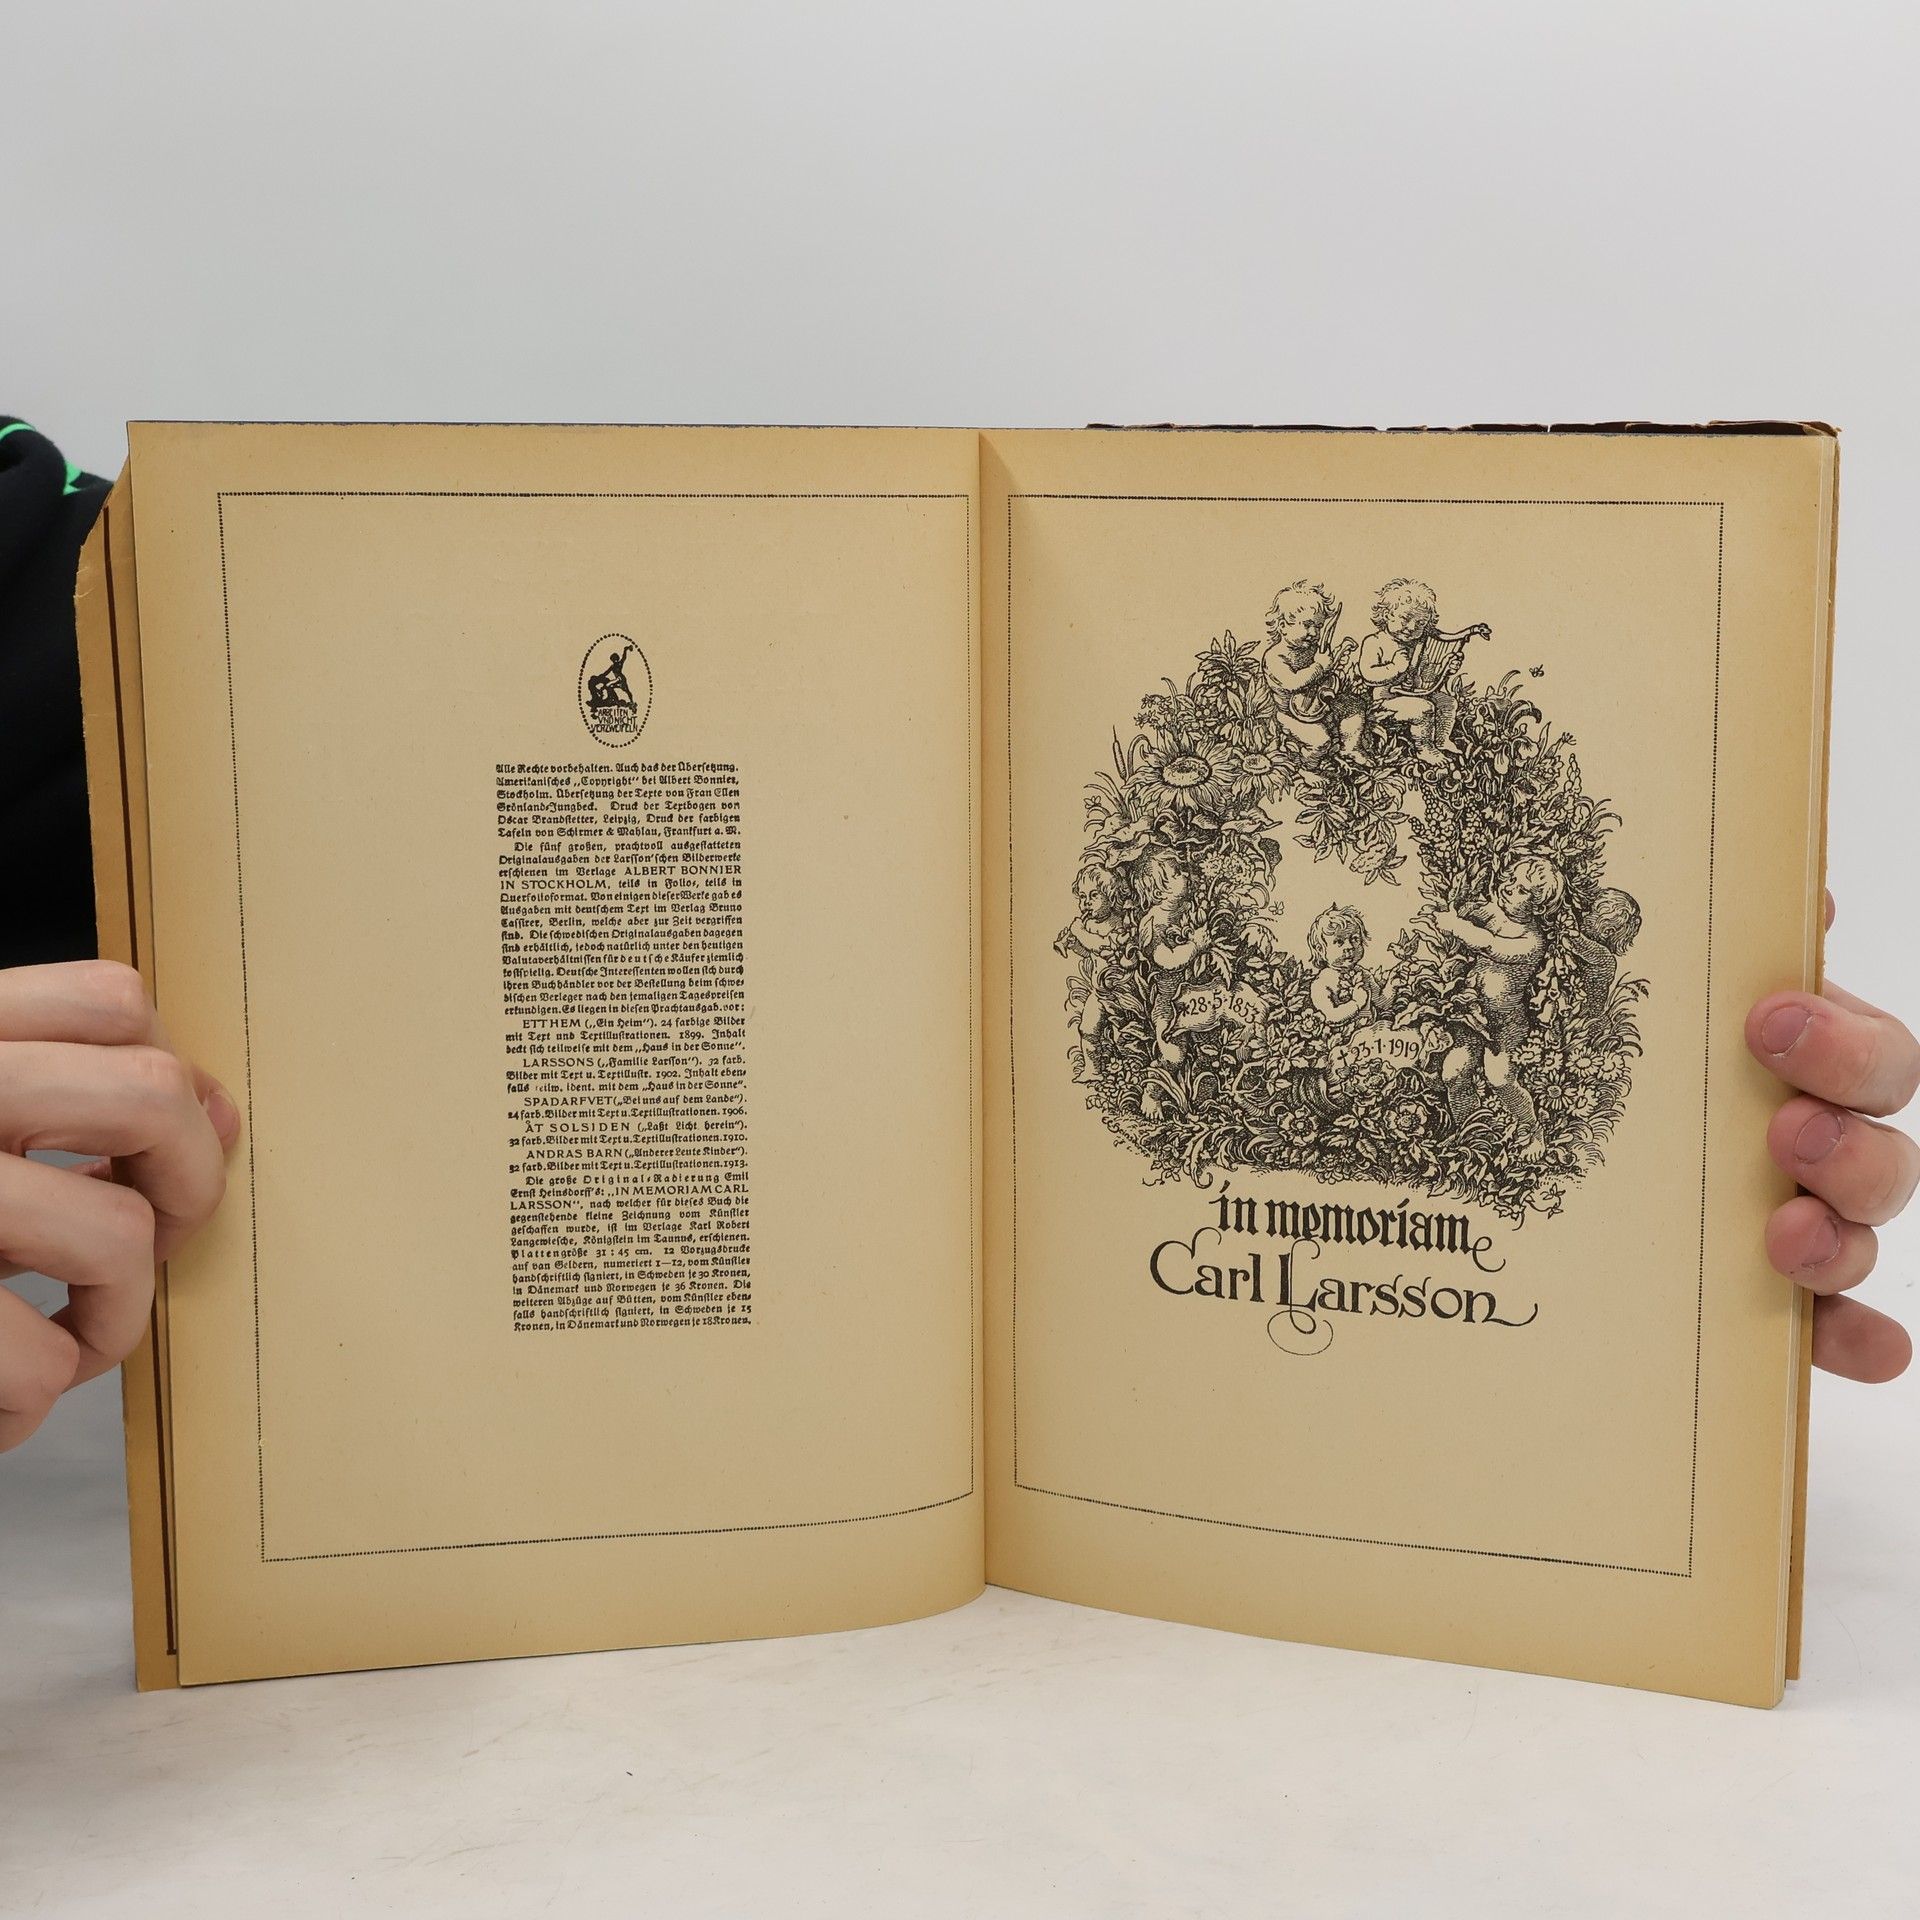 ARBEITEN
UND NICHT
VERZWEIFELN
Alle Rechte vorbehalten. Auch das der Übersetzung.
Amerikanisches „Copyright“ bei Albert Bonnier,
Stockholm. Übersetzung der Texte von Fran Ellen
Grönland-Jungbeck. Druck der Textbogen von
Oscar Brandstetter, Leipzig, Druck der farbigen
Tafeln von Schirmer & Mahlau, Frankfurt a. M.
Die fünf großen, prachtvoll ausgestatteten
Originalausgaben der Larsson'schen Bilderwerke
erschienen im Verlage ALBERT BONNIER
IN STOCKHOLM, teils in Folio-, teils in
Querfolioformat. Von einigen dieser Werke gab es
Ausgaben mit deutschem Text im Verlag Bruno
Cassirer, Berlin, welche aber zur Zeit vergriffen
sind. Die schwedischen Originalausgaben dagegen
sind erhältlich, jedoch natürlich unter den heutigen
Valutaverhältnissen für deutsche Käufer ziemlich
kostspielig. Deutsche Interessenten wollen sich durch
ihren Buchhändler vor der Bestellung beim schwe-
dischen Verleger nach den jemaligen Tagespreisen
erkundigen. Es liegen in diesen Prachtausgab. vor:
ETT HEM („Ein Heim“). 24 farbige Bilder
mit Text und Textillustrationen. 1899. Inhalt
deckt sich teilweise mit dem „Haus in der Sonne“.
LARSSONS („Familie Larsson“). 32 farb.
Bilder mit Text u. Textillustr. 1902. Inhalt eben-
falls teilw. ident. mit dem „Haus in der Sonne“.
SPADARFVET („Bei uns auf dem Lande“).
24 farb. Bilder mit Text u. Textillustrationen. 1906.
ÅT SOLSIDEN („Laßt Licht herein“).
32 farb. Bilder mit Text u. Textillustrationen. 1910.
ANDRAS BARN („Anderer Leute Kinder“).
32 farb. Bilder mit Text u. Textillustrationen. 1913.
Die große Original-Radierung Emil
Ernst Heinsdorff's: „IN MEMORIAM CARL
LARSSON“, nach welcher für dieses Buch die
gegenstehende kleine Zeichnung vom Künstler
geschaffen wurde, ist im Verlage Karl Robert
Langewiesche, Königstein im Taunus, erschienen.
Plattengröße 31 : 45 cm. 12 Vorzugsdrucke
auf van Geldern, numeriert 1—12, vom Künstler
handschriftlich signiert, in Schweden je 30 Kronen,
in Dänemark und Norwegen je 36 Kronen. Die
weiteren Abzüge auf Bütten, vom Künstler eben-
falls handschriftlich signiert, in Schweden je 15
Kronen, in Dänemark und Norwegen je 18 Kronen.
*28·5·1853
†23·1·1919
in memoriam
Carl Larsson